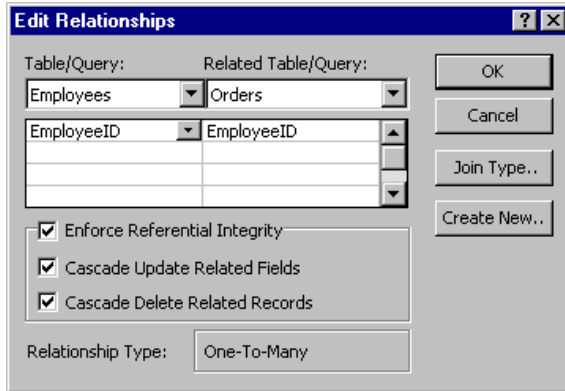 Edit Relationships
Table/Query: Related Table/Query:
Employees Orders
EmployeeID EmployeeID
Enforce Referential Integrity
Cascade Update Related Fields
Cascade Delete Related Records
Relationship Type: One-To-Many
OK
Cancel
Join Type..
Create New..